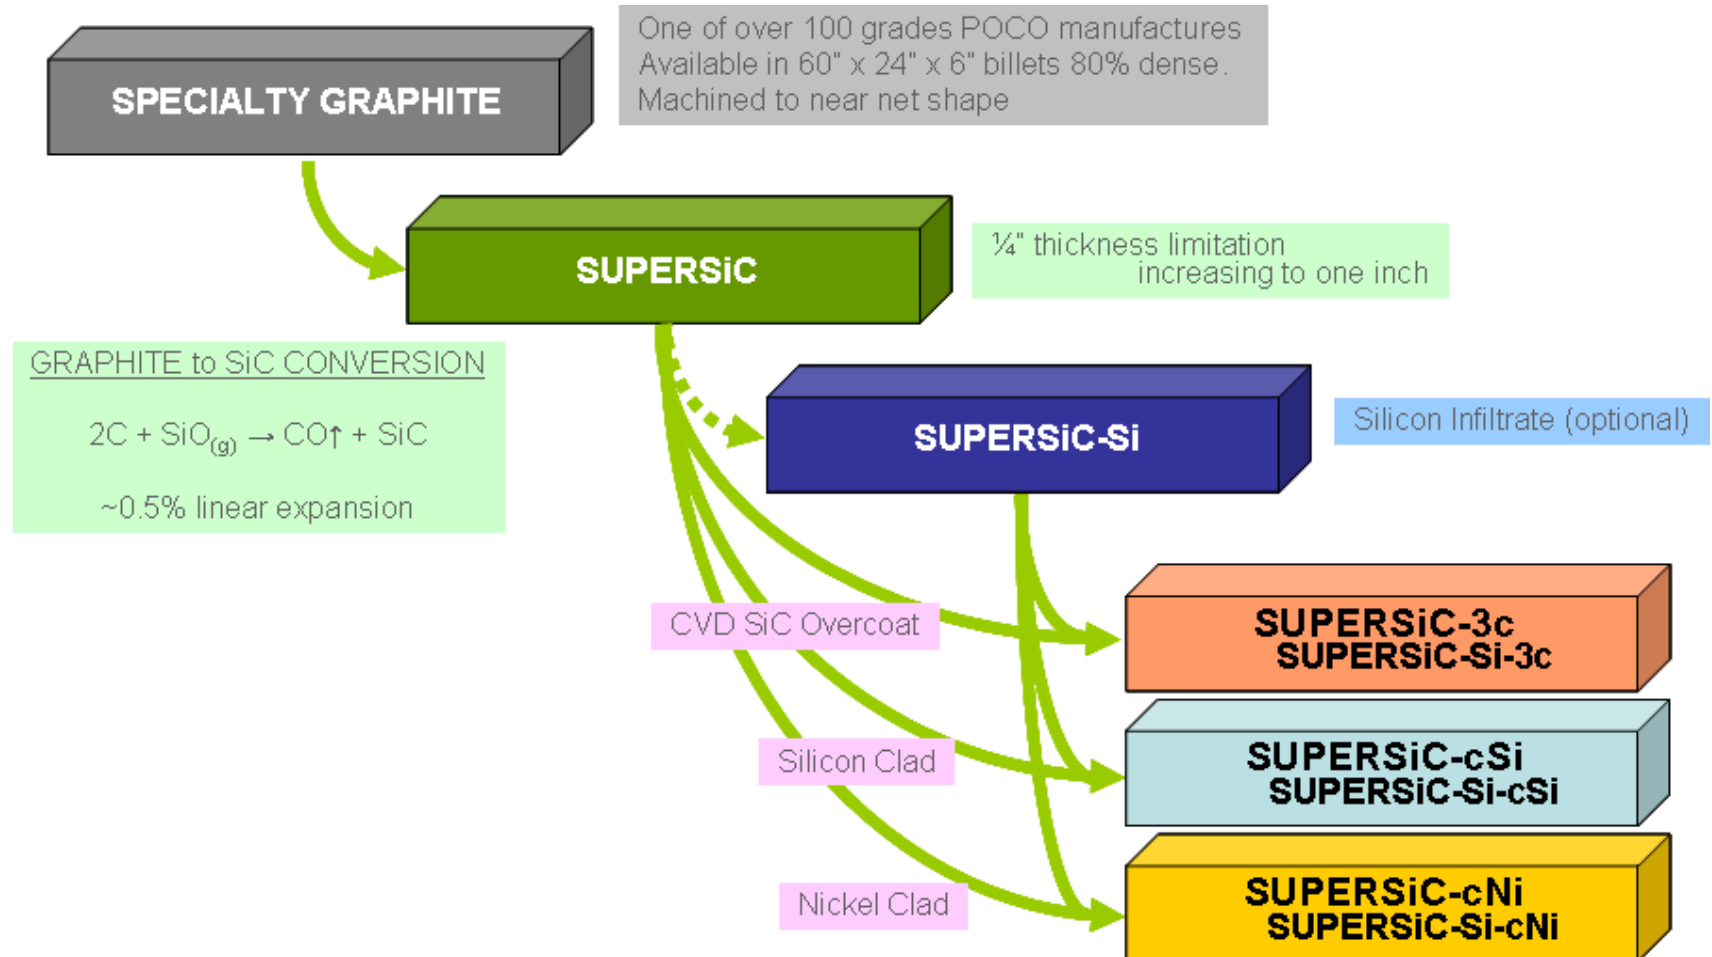 SPECIALTY GRAPHITE
One of over 100 grades POCO manufactures
Available in 60" x 24" x 6" billets 80% dense.
Machined to near net shape
SUPERSiC
¼" thickness limitation
increasing to one inch
GRAPHITE to SiC CONVERSION
2C + SiO(g) → CO↑ + SiC
~0.5% linear expansion
SUPERSiC-Si
Silicon Infiltrate (optional)
CVD SiC Overcoat
SUPERSiC-3c
SUPERSiC-Si-3c
Silicon Clad
SUPERSiC-cSi
SUPERSiC-Si-cSi
Nickel Clad
SUPERSiC-cNi
SUPERSiC-Si-cNi